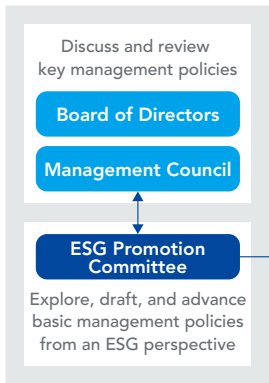 Discuss and review
key management policies
Board of Directors
Management Council
ESG Promotion
Committee
Explore, draft, and advance
basic management policies
from an ESG perspective